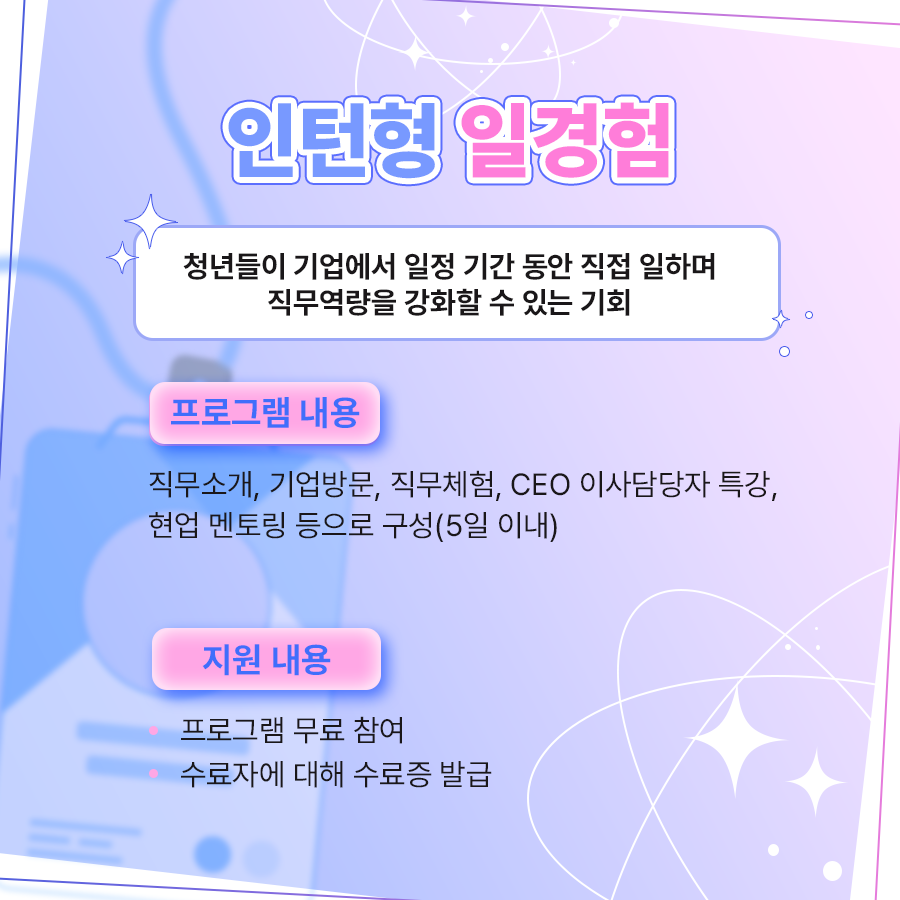 인턴형 일경험
청년들이 기업에서 일정 기간 동안 직접 일하며
직무역량을 강화할 수 있는 기회
프로그램 내용
직무소개, 기업방문, 직무체험, CEO 이사담당자 특강,
현업 멘토링 등으로 구성(5일 이내)
지원 내용
• 프로그램 무료 참여
• 수료자에 대해 수료증 발급